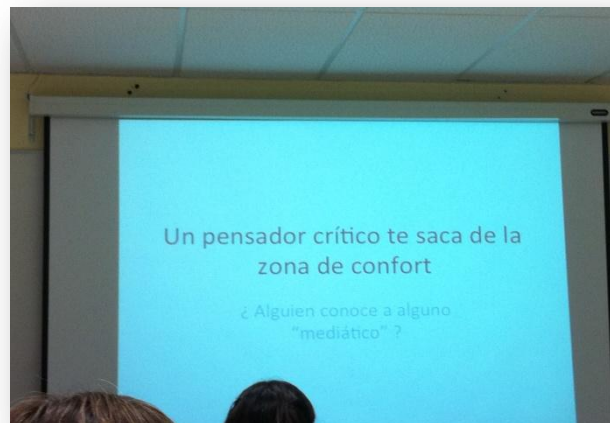 Un pensador crítico te saca de la
zona de confort
¿ Alguien conoce a alguno
"mediático" ?